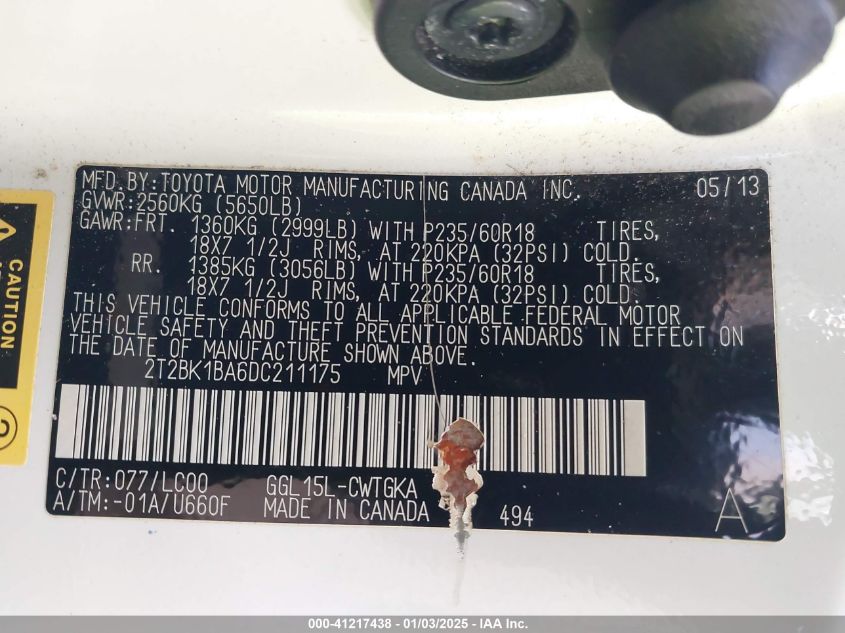 MFD.BY:TOYOTA MOTOR MANUFACTURING CANADA INC. 05/13
GVWR:2560KG (5650LB)
GAWR:FRT. 1360KG (2999LB) WITH P235/60R18 TIRES,
18X7 1/2J RIMS, AT 220KPA (32PSI) COLD.
RR. 1385KG (3056LB) WITH P235/60R18 TIRES,
18X7 1/2J RIMS, AT 220KPA (32PSI) COLD.
THIS VEHICLE CONFORMS TO ALL APPLICABLE FEDERAL MOTOR
VEHICLE SAFETY AND THEFT PREVENTION STANDARDS IN EFFECT ON
THE DATE OF MANUFACTURE SHOWN ABOVE.
2T2BK1BA6DC211175 MPV
C/TR:077/LC00 GGL15L-CWTGKA
A/TM:-01A/U660F MADE IN CANADA 494 A
CAUTION
000-41217438 - 01/03/2025 - IAA Inc.